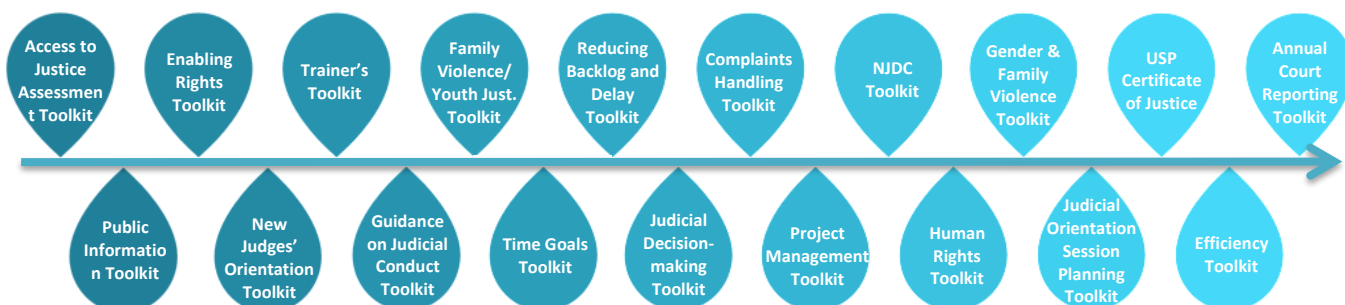 Access to
Justice
Assessmen
t Toolkit
Enabling
Rights
Toolkit
Trainer’s
Toolkit
Family
Violence/
Youth Just.
Toolkit
Reducing
Backlog and
Delay
Toolkit
Complaints
Handling
Toolkit
NJDC
Toolkit
Gender &
Family
Violence
Toolkit
USP
Certificate
of Justice
Annual
Court
Reporting
Toolkit
Public
Informatio
n Toolkit
New
Judges’
Orientation
Toolkit
Guidance
on Judicial
Conduct
Toolkit
Time Goals
Toolkit
Judicial
Decision-
making
Toolkit
Project
Management
Toolkit
Human
Rights
Toolkit
Judicial
Orientation
Session
Planning
Toolkit
Efficiency
Toolkit